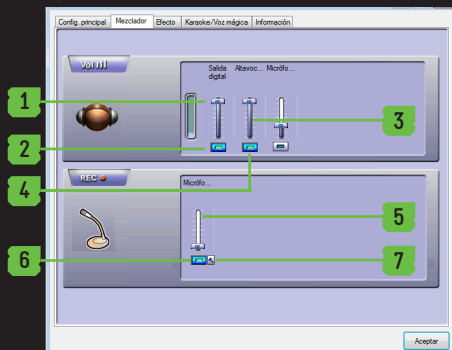 Config. principal Mezclador Efecto Karaoke/Voz mágica Información
Vol
Salida digital Altavoc... Micrófo...
1
2
3
4
REC
Micrófo...
5
6
7
Aceptar